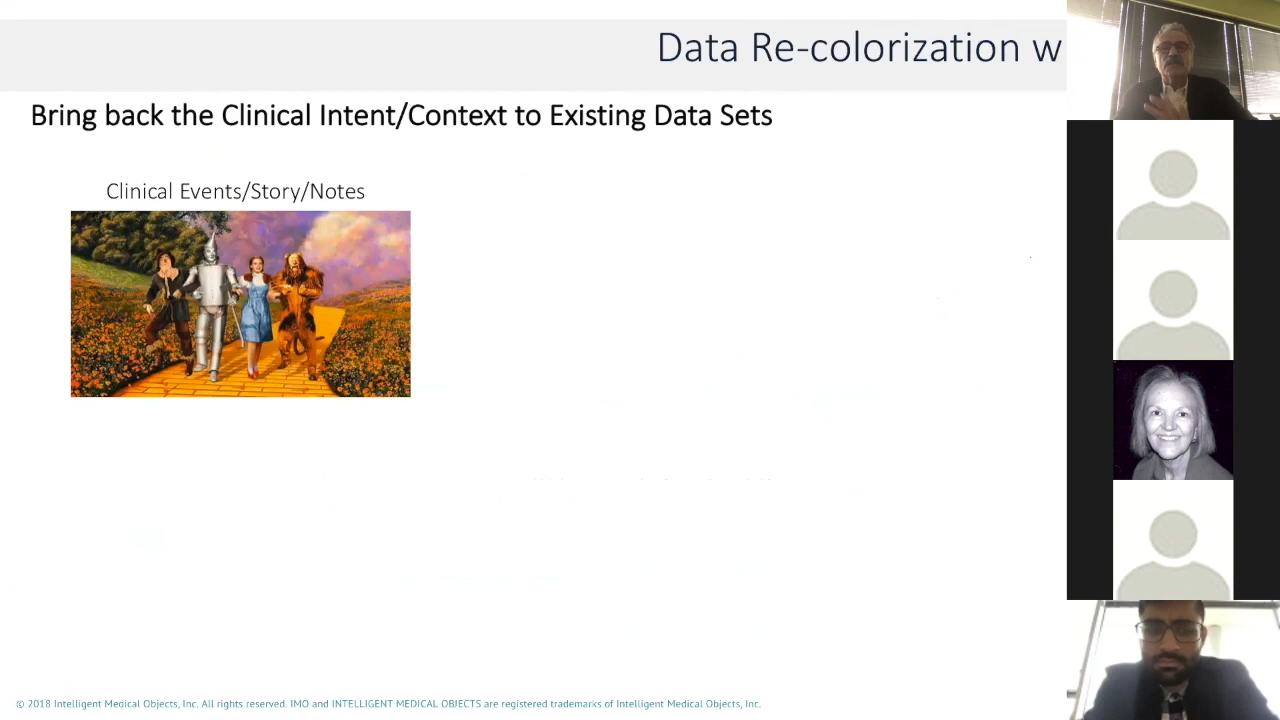 Data Re-colorization w
Bring back the Clinical Intent/Context to Existing Data Sets
Clinical Events/Story/Notes
© 2018 Intelligent Medical Objects, Inc. All rights reserved. IMO and INTELLIGENT MEDICAL OBJECTS are registered trademarks of Intelligent Medical Objects, Inc.